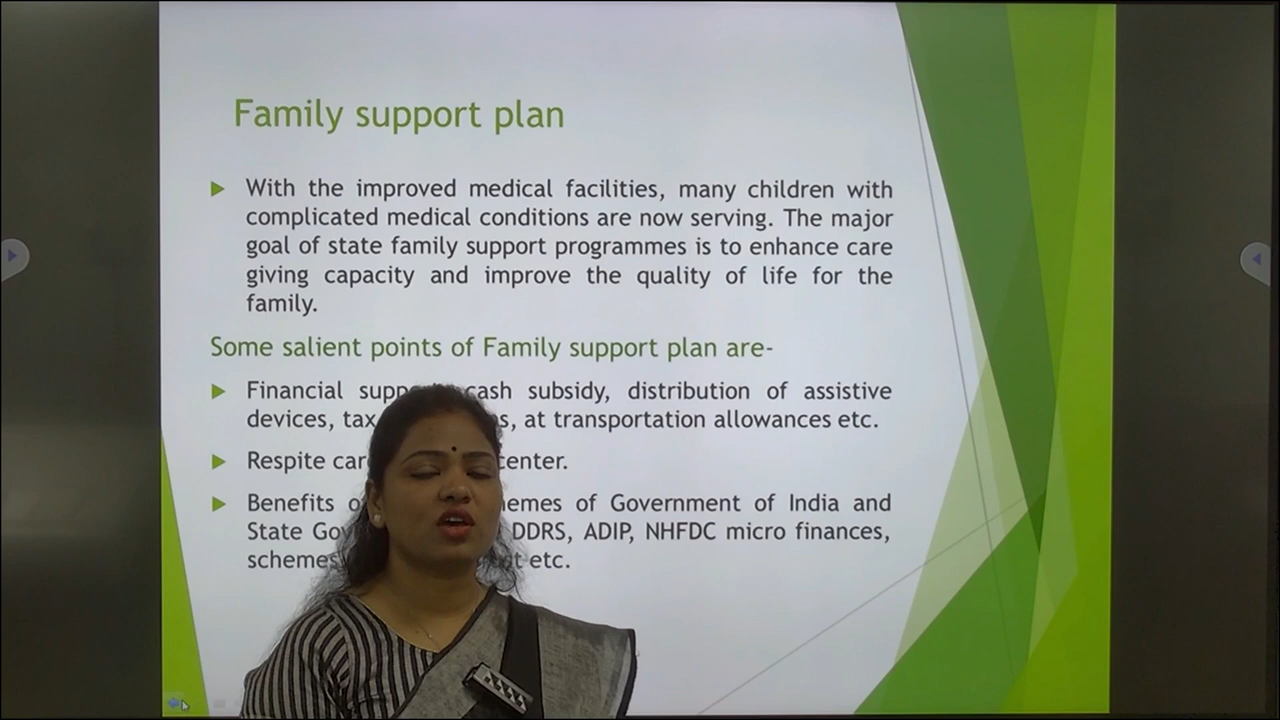 Family support plan
With the improved medical facilities, many children with
complicated medical conditions are now serving. The major
goal of state family support programmes is to enhance care
giving capacity and improve the quality of life for the
family.
Some salient points of Family support plan are-
Financial cash subsidy, distribution of assistive
devices, tax at transportation allowances etc.
Respite center.
Benefits of Government of India and
State DDRS, ADIP, NHFDC micro finances,
schemes etc.